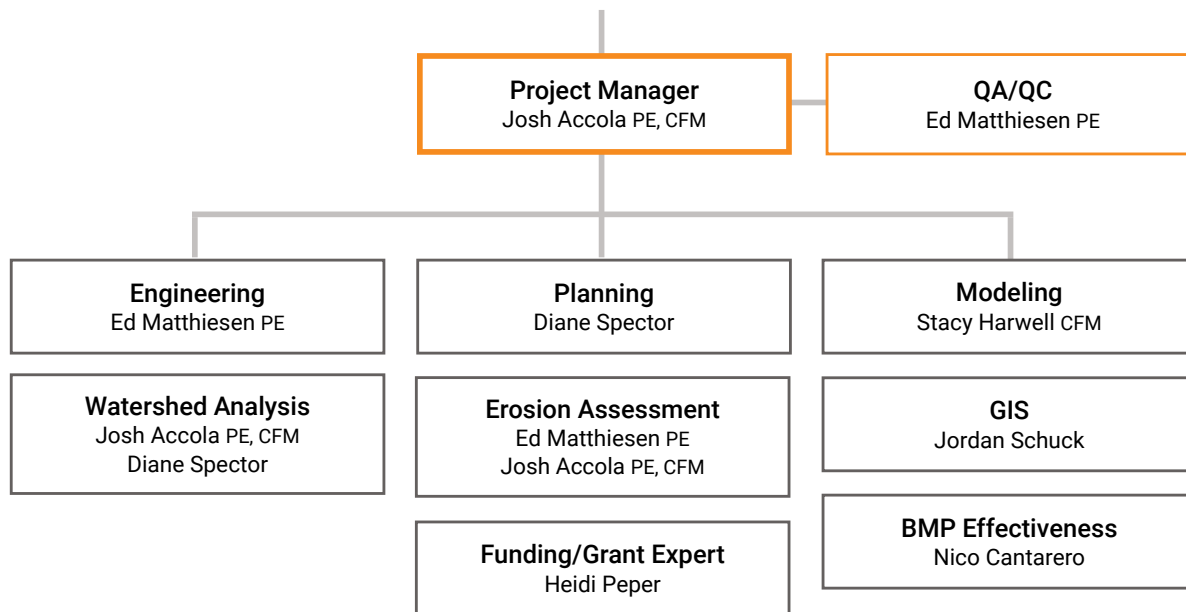 Project Manager
Josh Accola PE, CFM
QA/QC
Ed Matthiesen PE
Engineering
Ed Matthiesen PE
Planning
Diane Spector
Modeling
Stacy Harwell CFM
Watershed Analysis
Josh Accola PE, CFM
Diane Spector
Erosion Assessment
Ed Matthiesen PE
Josh Accola PE, CFM
GIS
Jordan Schuck
Funding/Grant Expert
Heidi Peper
BMP Effectiveness
Nico Cantarero